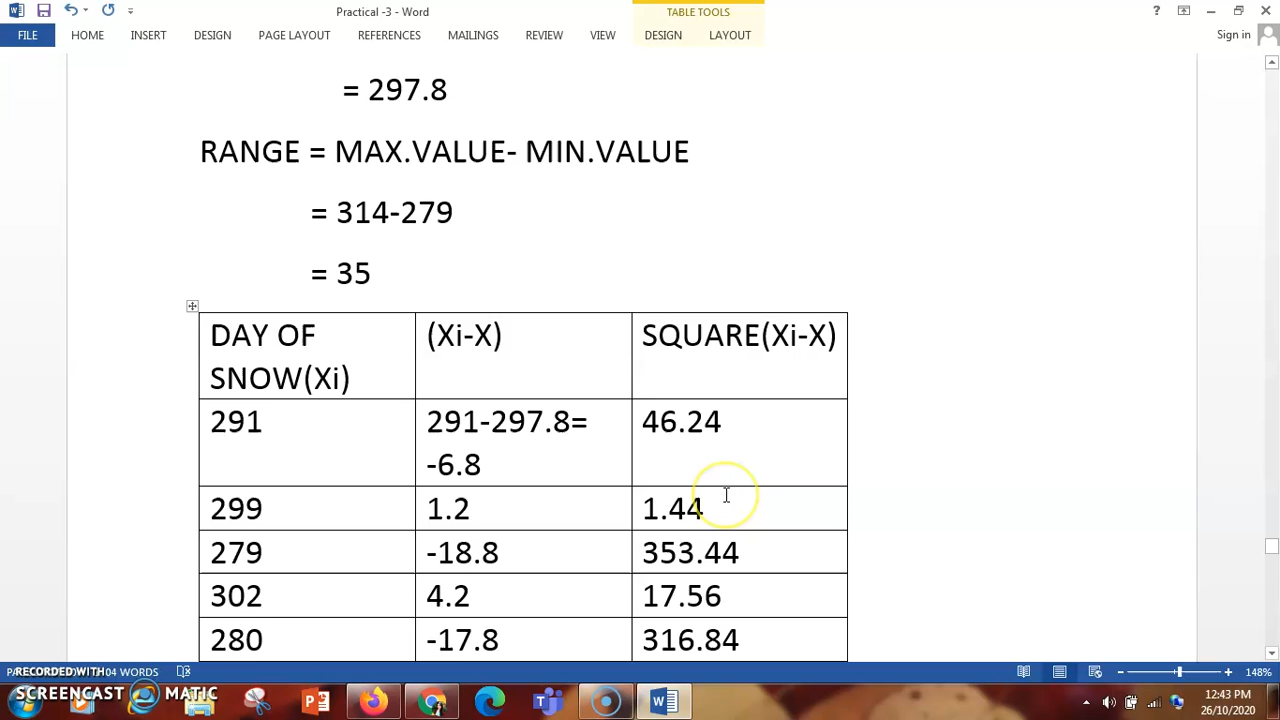 Practical -3 - Word
TABLE TOOLS
FILE HOME INSERT DESIGN PAGE LAYOUT REFERENCES MAILINGS REVIEW VIEW DESIGN LAYOUT Sign in
= 297.8
RANGE = MAX.VALUE- MIN.VALUE
= 314-279
= 35
DAY OF SNOW(Xi) (Xi-X) SQUARE(Xi-X)
291 291-297.8= -6.8 46.24
299 1.2 1.44
279 -18.8 353.44
302 4.2 17.56
280 -17.8 316.84
04 WORDS 148%
RECORDED WITH
SCREENCAST MATIC
12:43 PM
26/10/2020